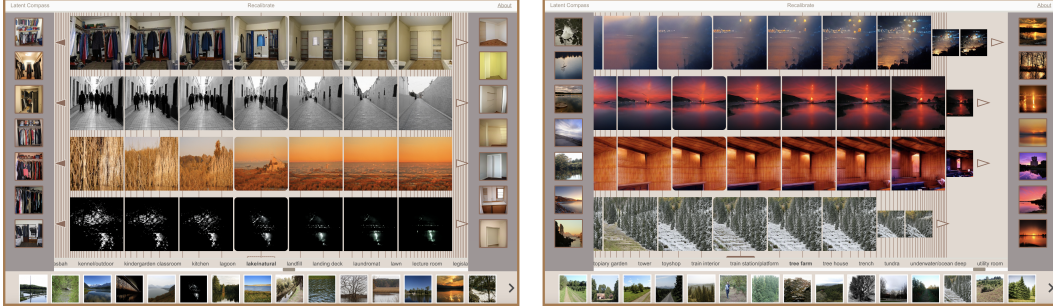 Latent Compass Recalibrate About
kennel/outdoor kindergarden classroom kitchen lagoon lake/natural landfill landing deck laundromat lawn lecture room
Latent Compass Recalibrate About
topiary garden tower toyshop train interior train station/platform tree farm tree house trench tundra underwater/ocean deep utility room